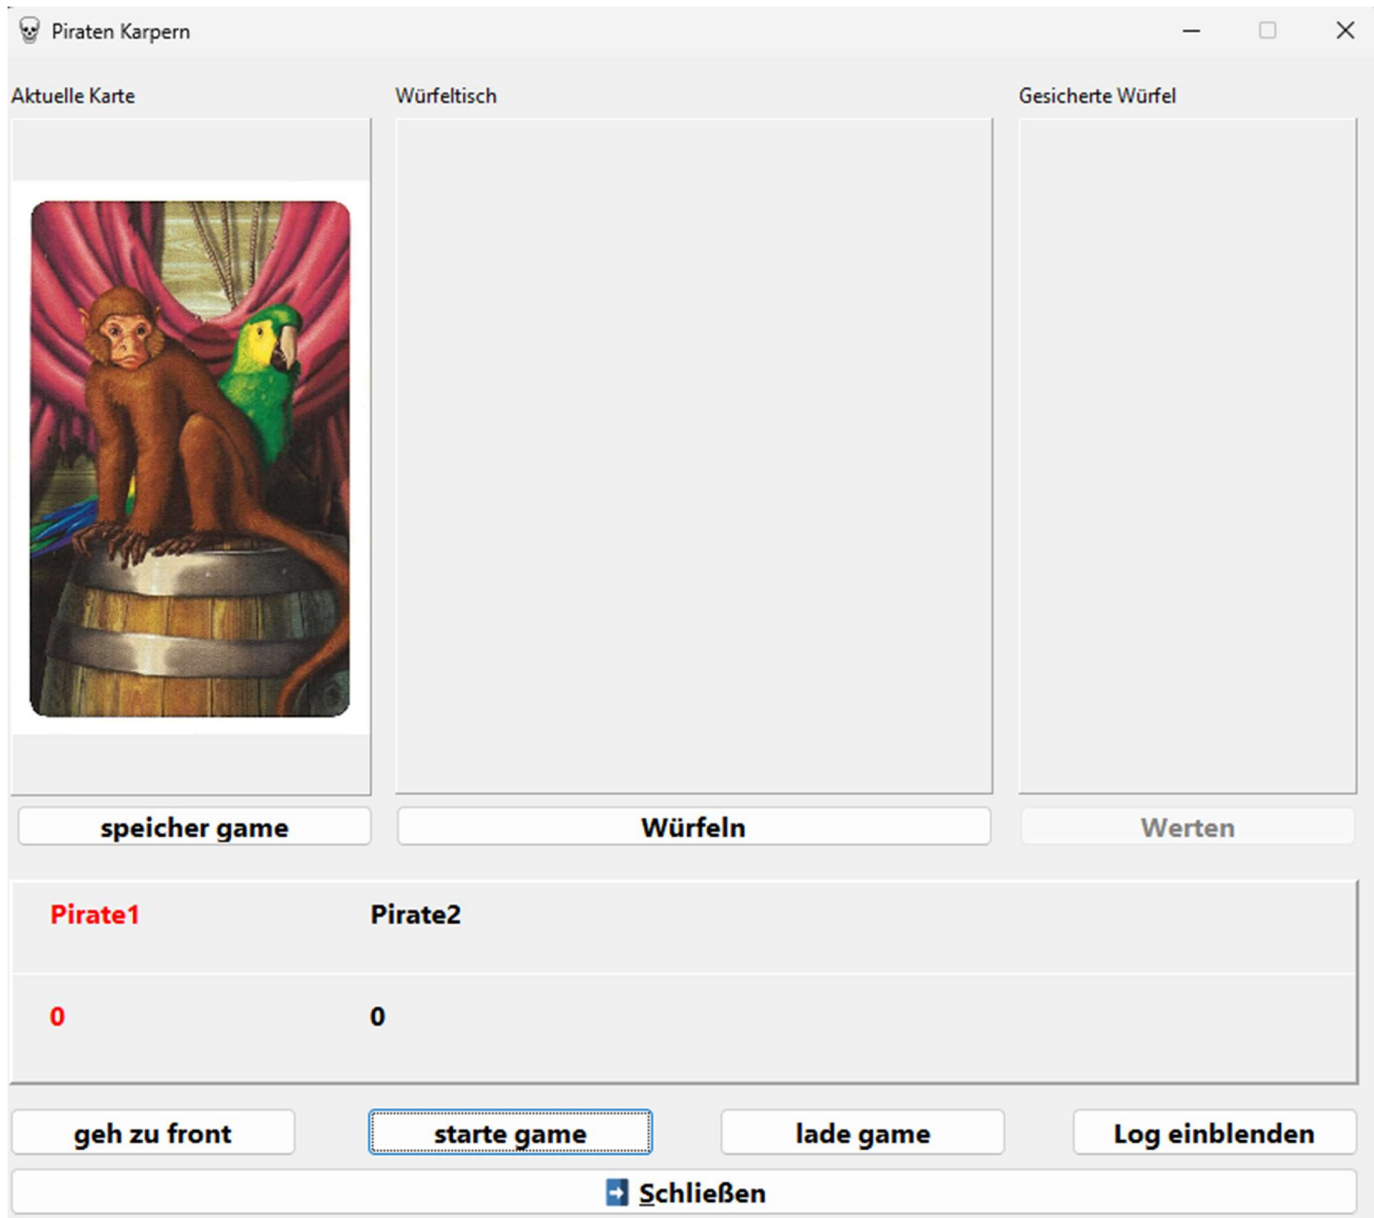 Piraten Karpern
Aktuelle Karte
Würfeltisch
Gesicherte Würfel
speicher game
Würfeln
Werten
Pirate1
Pirate2
0
0
geh zu front
starte game
lade game
Log einblenden
Schließen